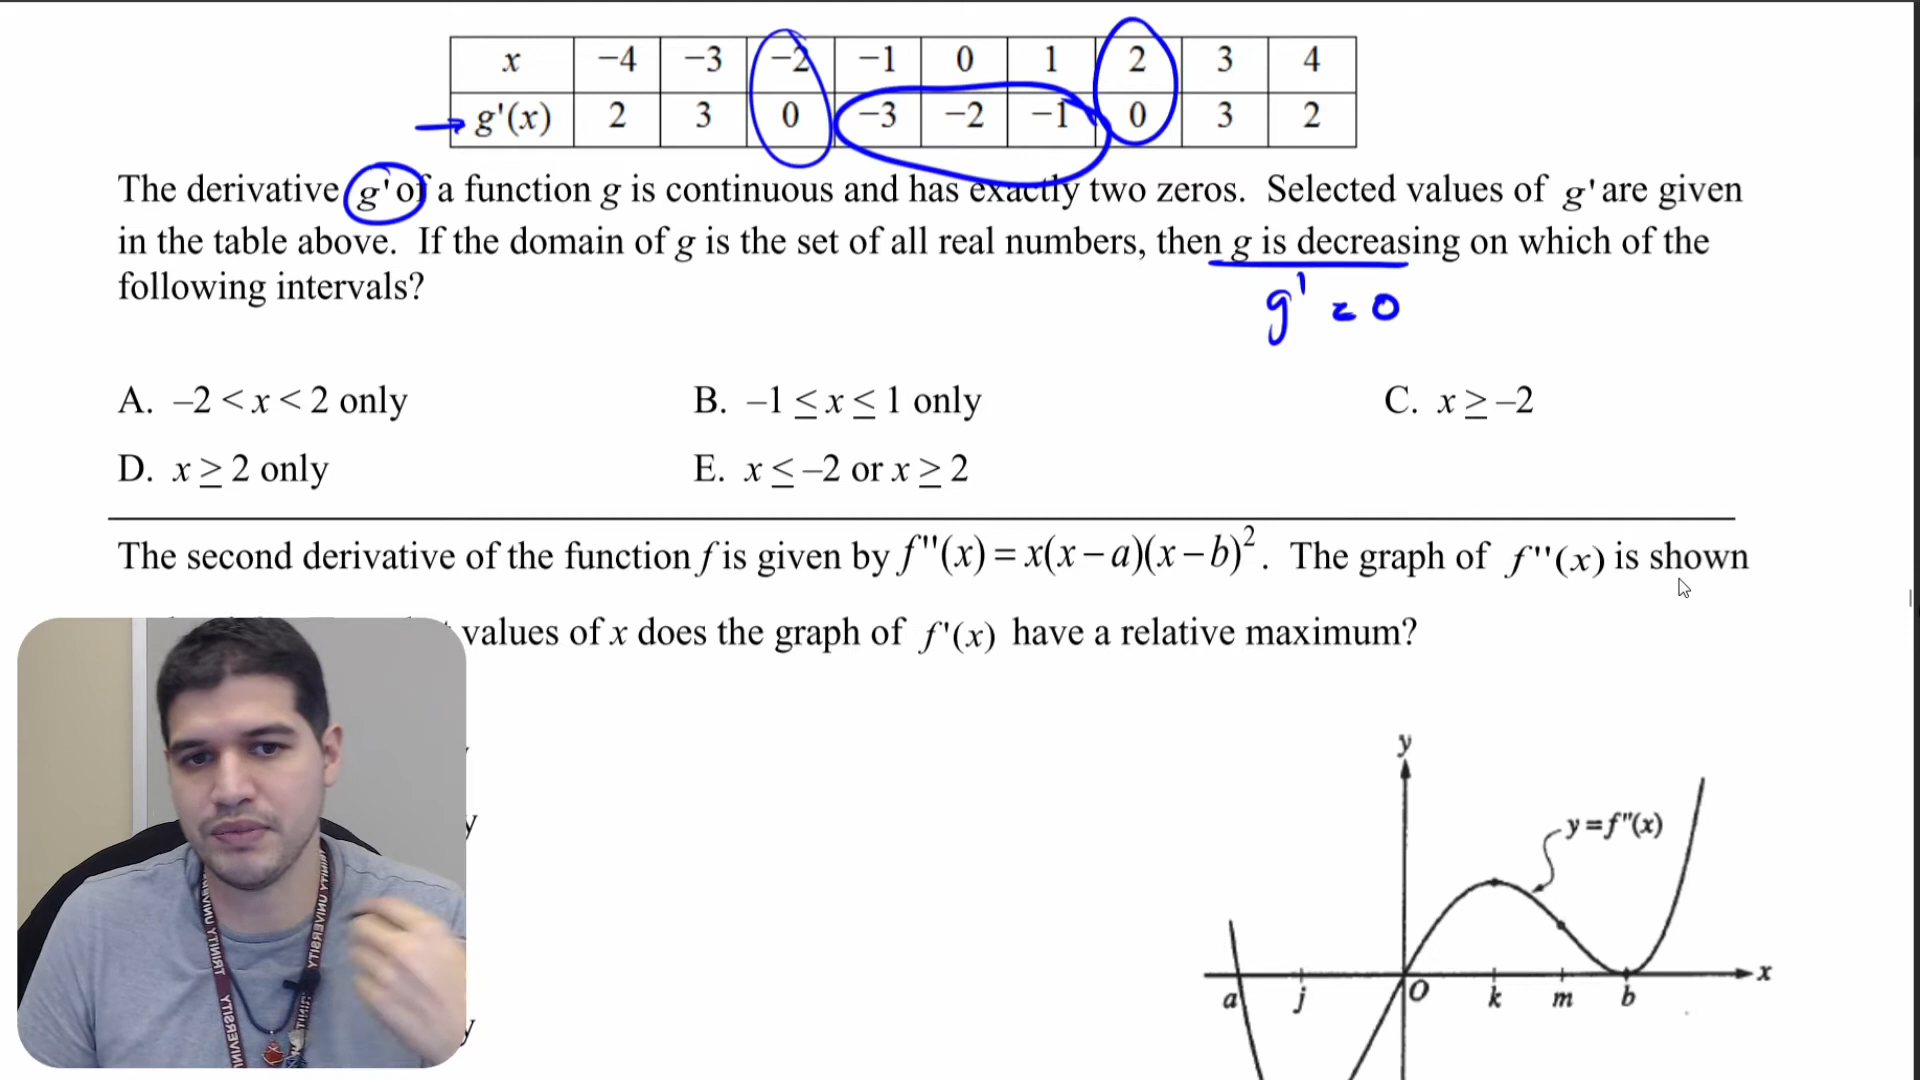 x −4 −3 −2 −1 0 1 2 3 4
g'(x) 2 3 0 −3 −2 −1 0 3 2
The derivative g' of a function g is continuous and has exactly two zeros. Selected values of g' are given
in the table above. If the domain of g is the set of all real numbers, then g is decreasing on which of the
following intervals?
g' = 0
A. –2 < x < 2 only B. –1 ≤ x ≤ 1 only C. x ≥ –2
D. x ≥ 2 only E. x ≤ –2 or x ≥ 2
The second derivative of the function f is given by f''(x) = x(x − a)(x − b)². The graph of f''(x) is shown
values of x does the graph of f'(x) have a relative maximum?
y
y
y = f"(x)
x
a j O k m b
TRINITY UNIVERSITY
TRINITY UNIVERSITY